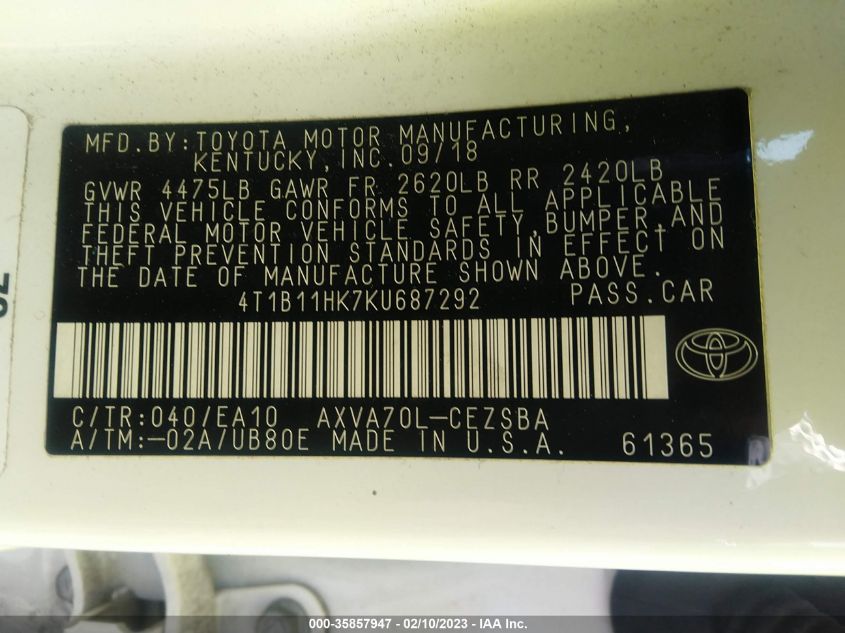 MFD.BY:TOYOTA MOTOR MANUFACTURING,
KENTUCKY,INC.09/18
GVWR 4475LB GAWR FR 2620LB RR 2420LB
THIS VEHICLE CONFORMS TO ALL APPLICABLE
FEDERAL MOTOR VEHICLE SAFETY,BUMPER,AND
THEFT PREVENTION STANDARDS IN EFFECT ON
THE DATE OF MANUFACTURE SHOWN ABOVE.
4T1B11HK7KU687292 PASS.CAR
C/TR:040/EA10 AXVA70L-CEZSBA
A/TM:-02A/UB80E MADE IN U.S.A. 61365
000-35857947 - 02/10/2023 - IAA Inc.